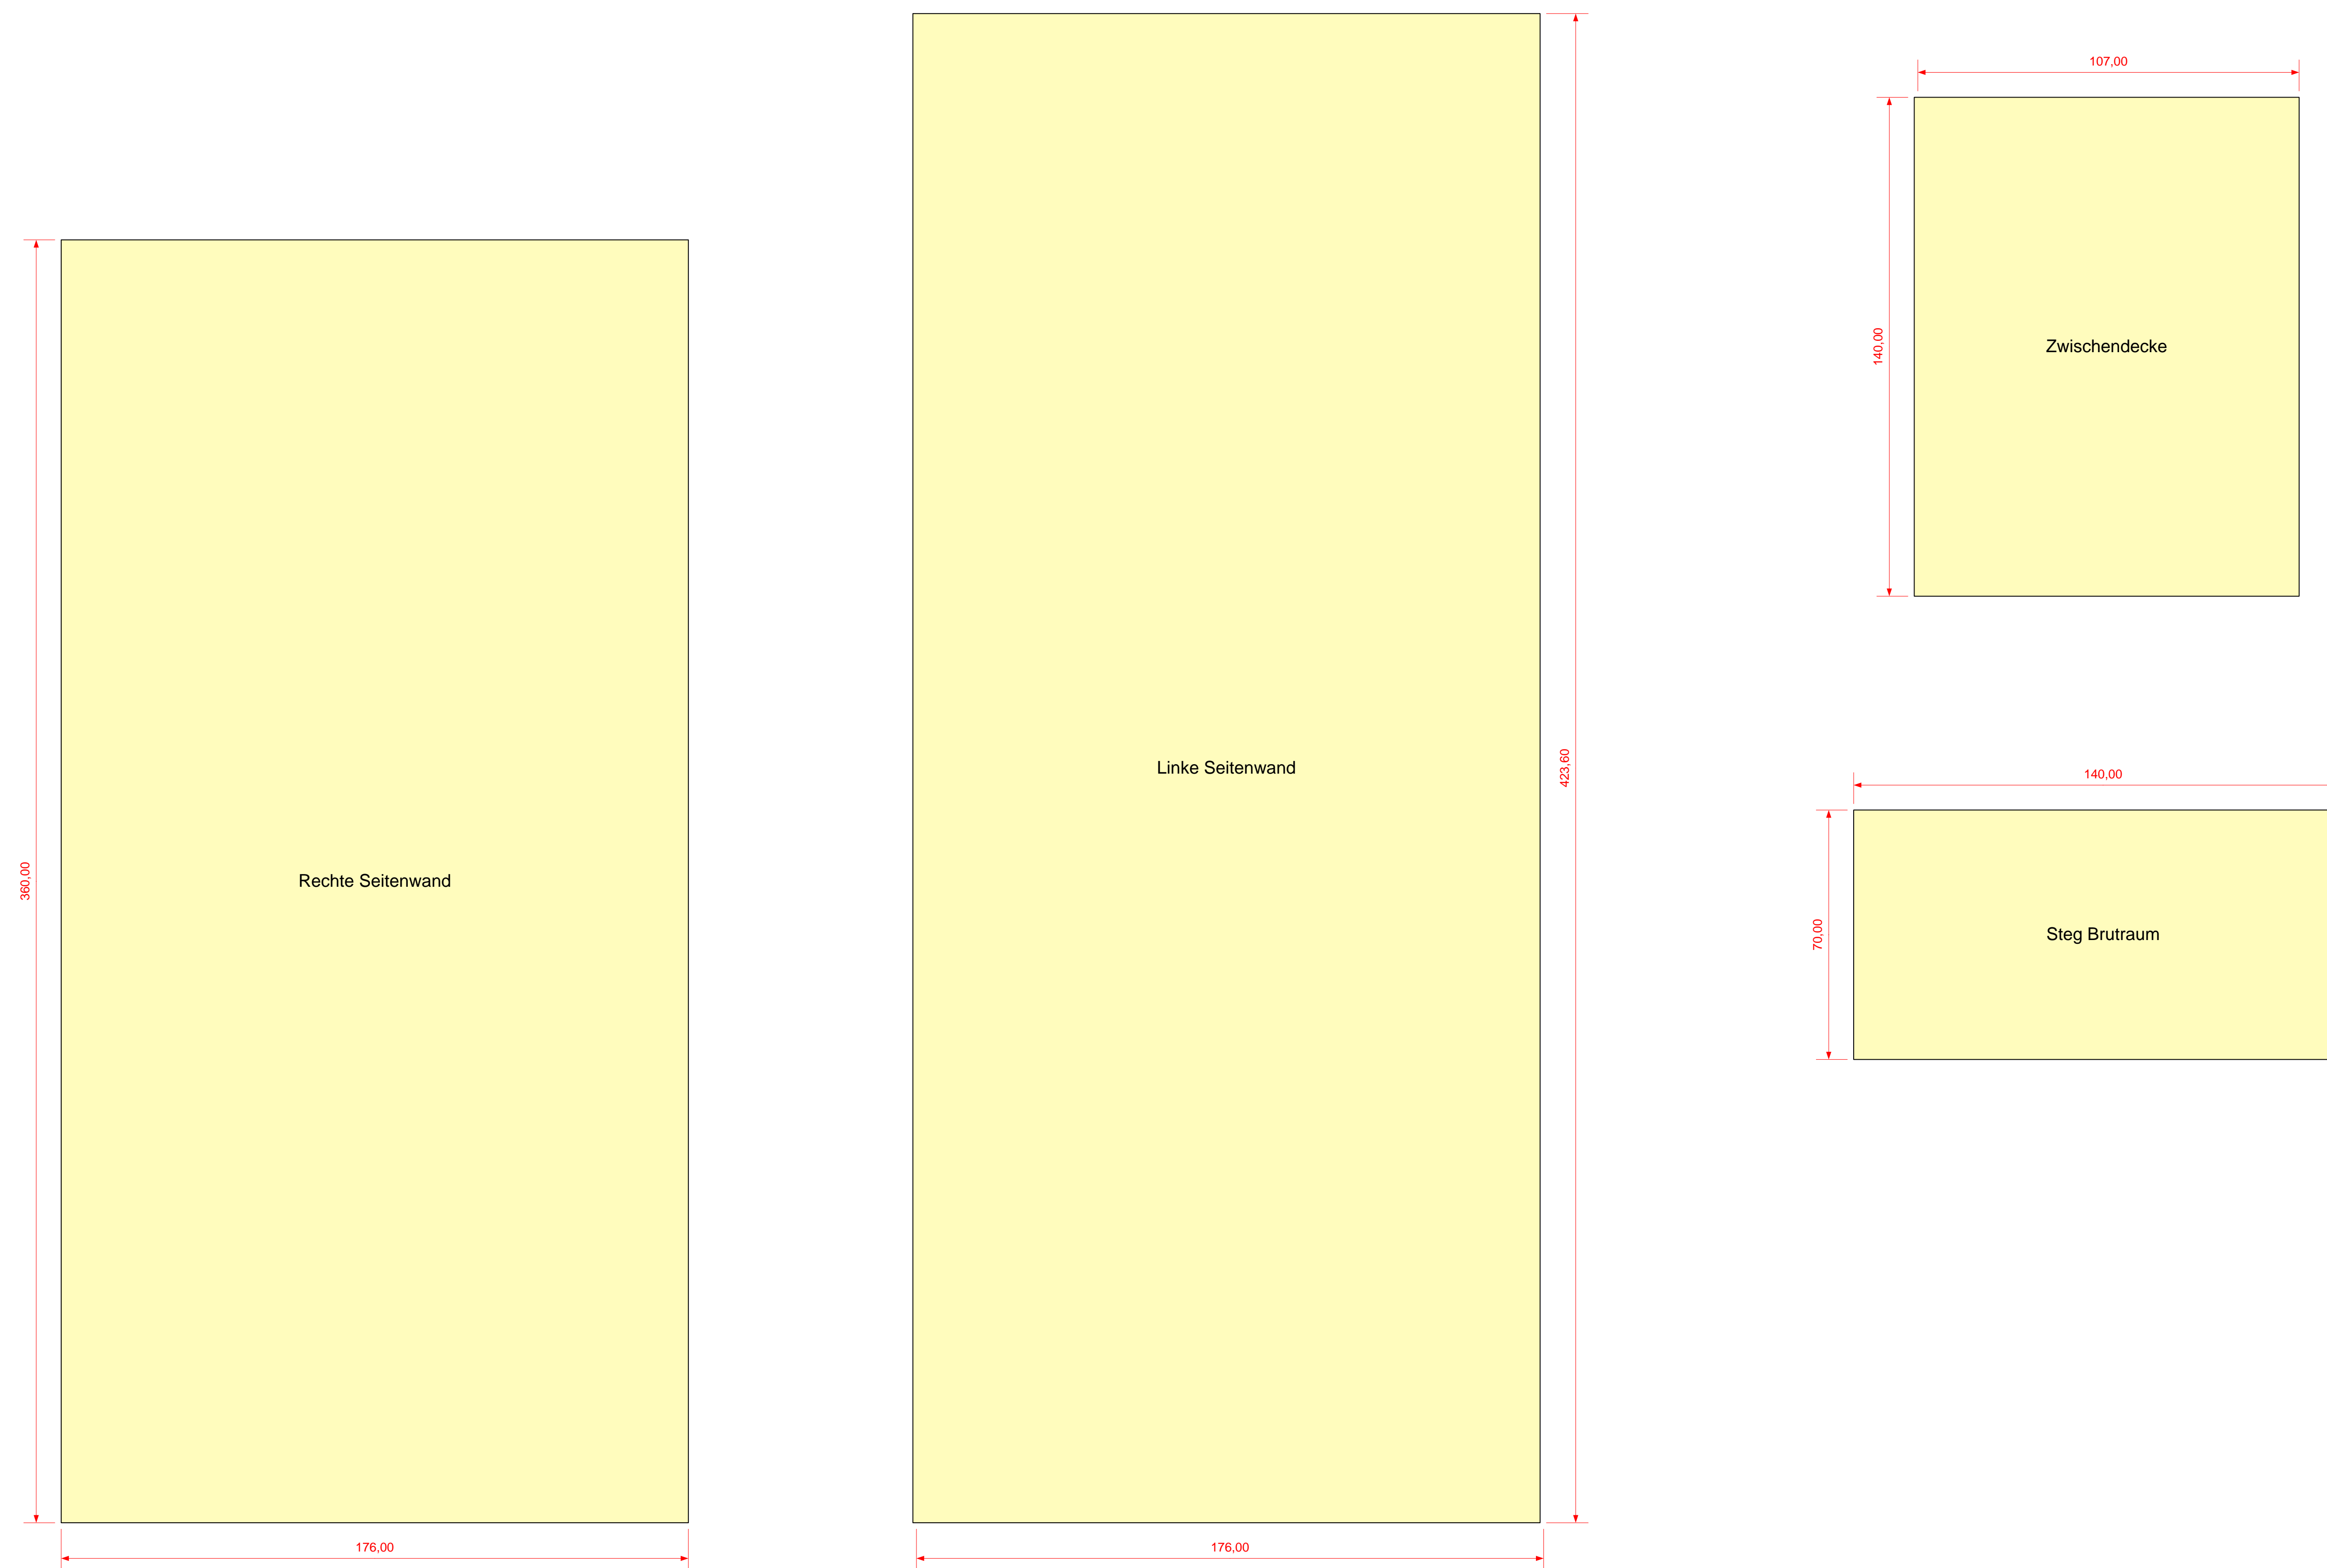 107,00
140,00
Zwischendecke
360,00
Rechte Seitenwand
Linke Seitenwand
423,60
140,00
70,00
Steg Brutraum
176,00
176,00